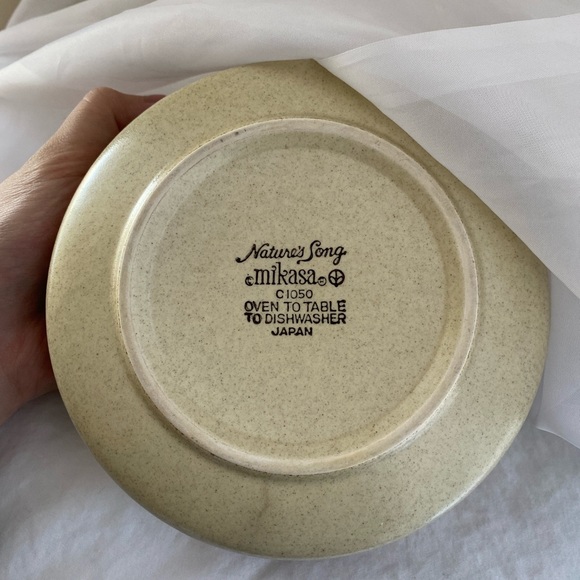 Nature's Song
mikasa
C1050
OVEN TO TABLE
TO DISHWASHER
JAPAN